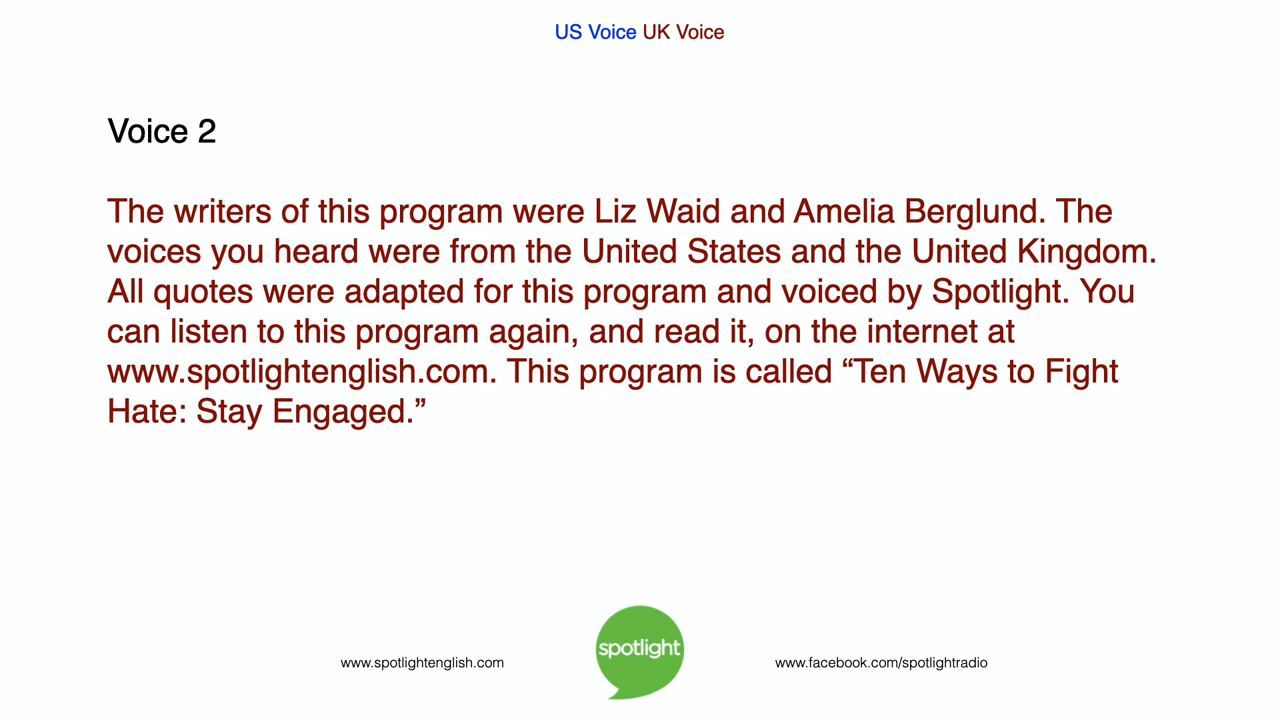 US Voice UK Voice
Voice 2
The writers of this program were Liz Waid and Amelia Berglund. The
voices you heard were from the United States and the United Kingdom.
All quotes were adapted for this program and voiced by Spotlight. You
can listen to this program again, and read it, on the internet at
www.spotlightenglish.com. This program is called “Ten Ways to Fight
Hate: Stay Engaged.”
www.spotlightenglish.com
spotlight
www.facebook.com/spotlightradio